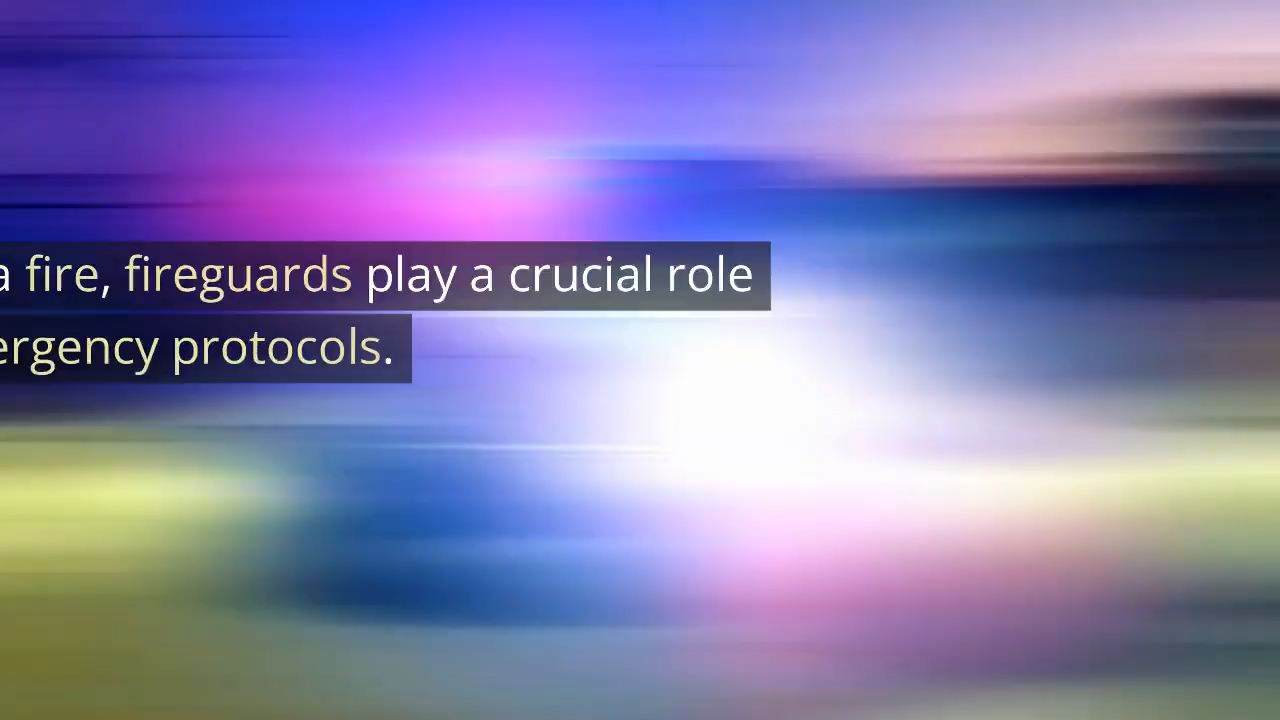 a fire, fireguards play a crucial role
ergency protocols.